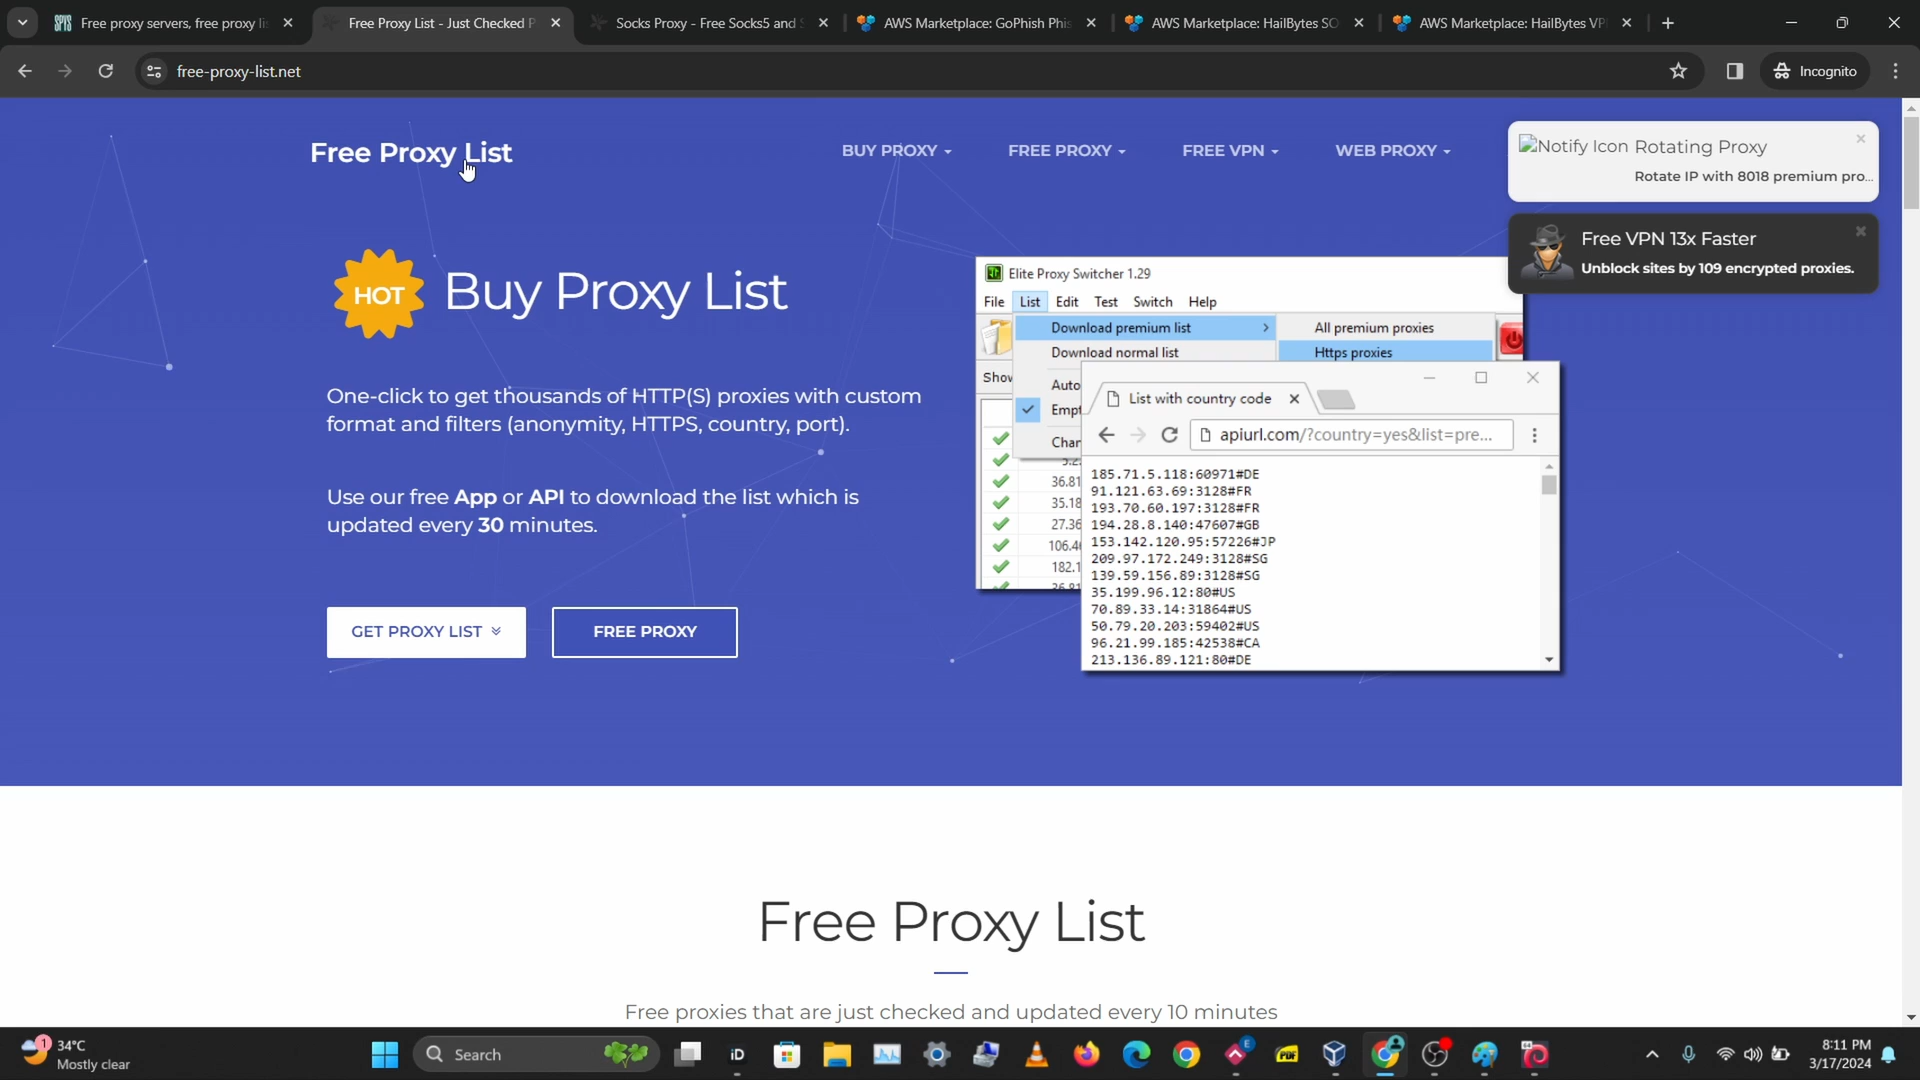 Free proxy servers, free proxy li
Free Proxy List - Just Checked P
Socks Proxy - Free Socks5 and S
AWS Marketplace: GoPhish Phis
AWS Marketplace: HailBytes SO
AWS Marketplace: HailBytes VP
free-proxy-list.net
Incognito
Free Proxy List
BUY PROXY
FREE PROXY
FREE VPN
WEB PROXY
Notify Icon Rotating Proxy
Rotate IP with 8018 premium pro...
Free VPN 13x Faster
Unblock sites by 109 encrypted proxies.
HOT
Buy Proxy List
One-click to get thousands of HTTP(S) proxies with custom
format and filters (anonymity, HTTPS, country, port).
Use our free App or API to download the list which is
updated every 30 minutes.
GET PROXY LIST
FREE PROXY
Elite Proxy Switcher 1.29
File List Edit Test Switch Help
Download premium list
All premium proxies
Download normal list
Https proxies
List with country code
apiurl.com/?country=yes&list=pre...
185.71.5.118:60971#DE
91.121.63.69:3128#FR
193.70.60.197:3128#FR
194.28.8.140:47607#GB
153.142.120.95:57226#JP
209.97.172.249:3128#SG
139.59.156.89:3128#SG
35.199.96.12:80#US
70.89.33.14:31864#US
50.79.20.203:59402#US
96.21.99.185:42538#CA
213.136.89.121:80#DE
Free Proxy List
Free proxies that are just checked and updated every 10 minutes
1
34°C
Mostly clear
Search
8:11 PM
3/17/2024